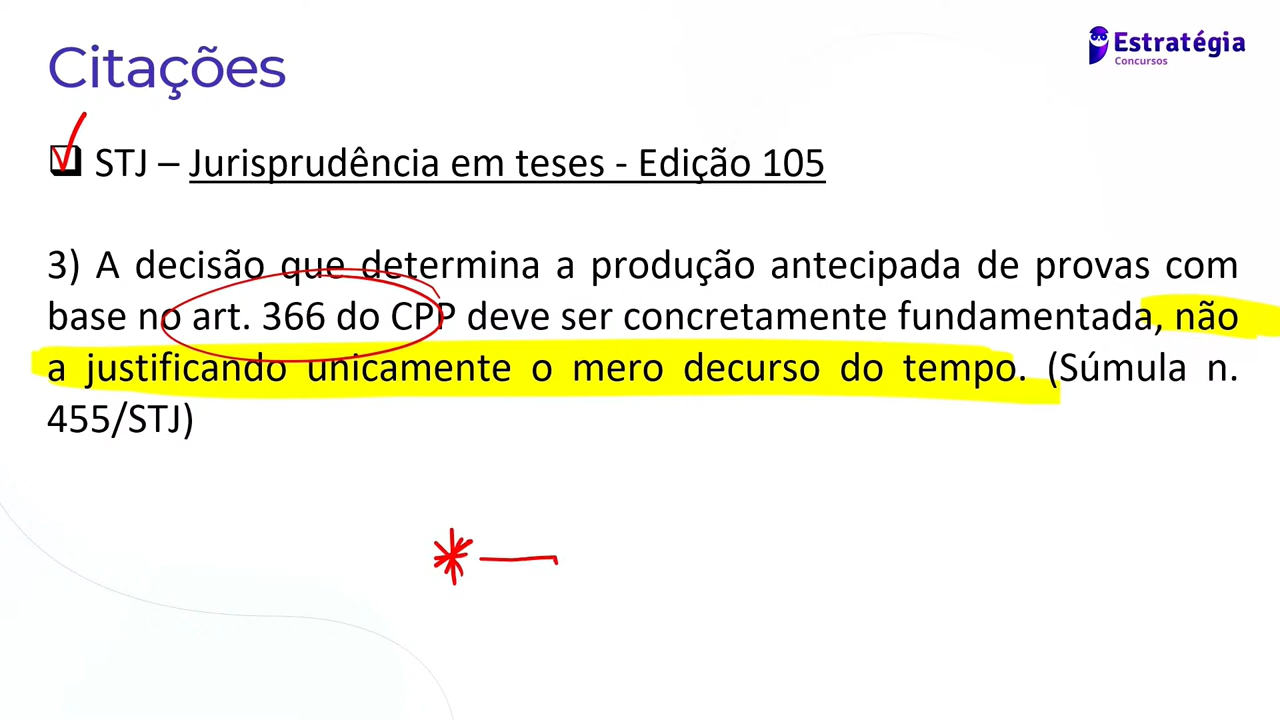 Citações
Estratégia
Concursos
STJ – Jurisprudência em teses - Edição 105
3) A decisão que determina a produção antecipada de provas com
base no art. 366 do CPP deve ser concretamente fundamentada, não
a justificando unicamente o mero decurso do tempo. (Súmula n.
455/STJ)